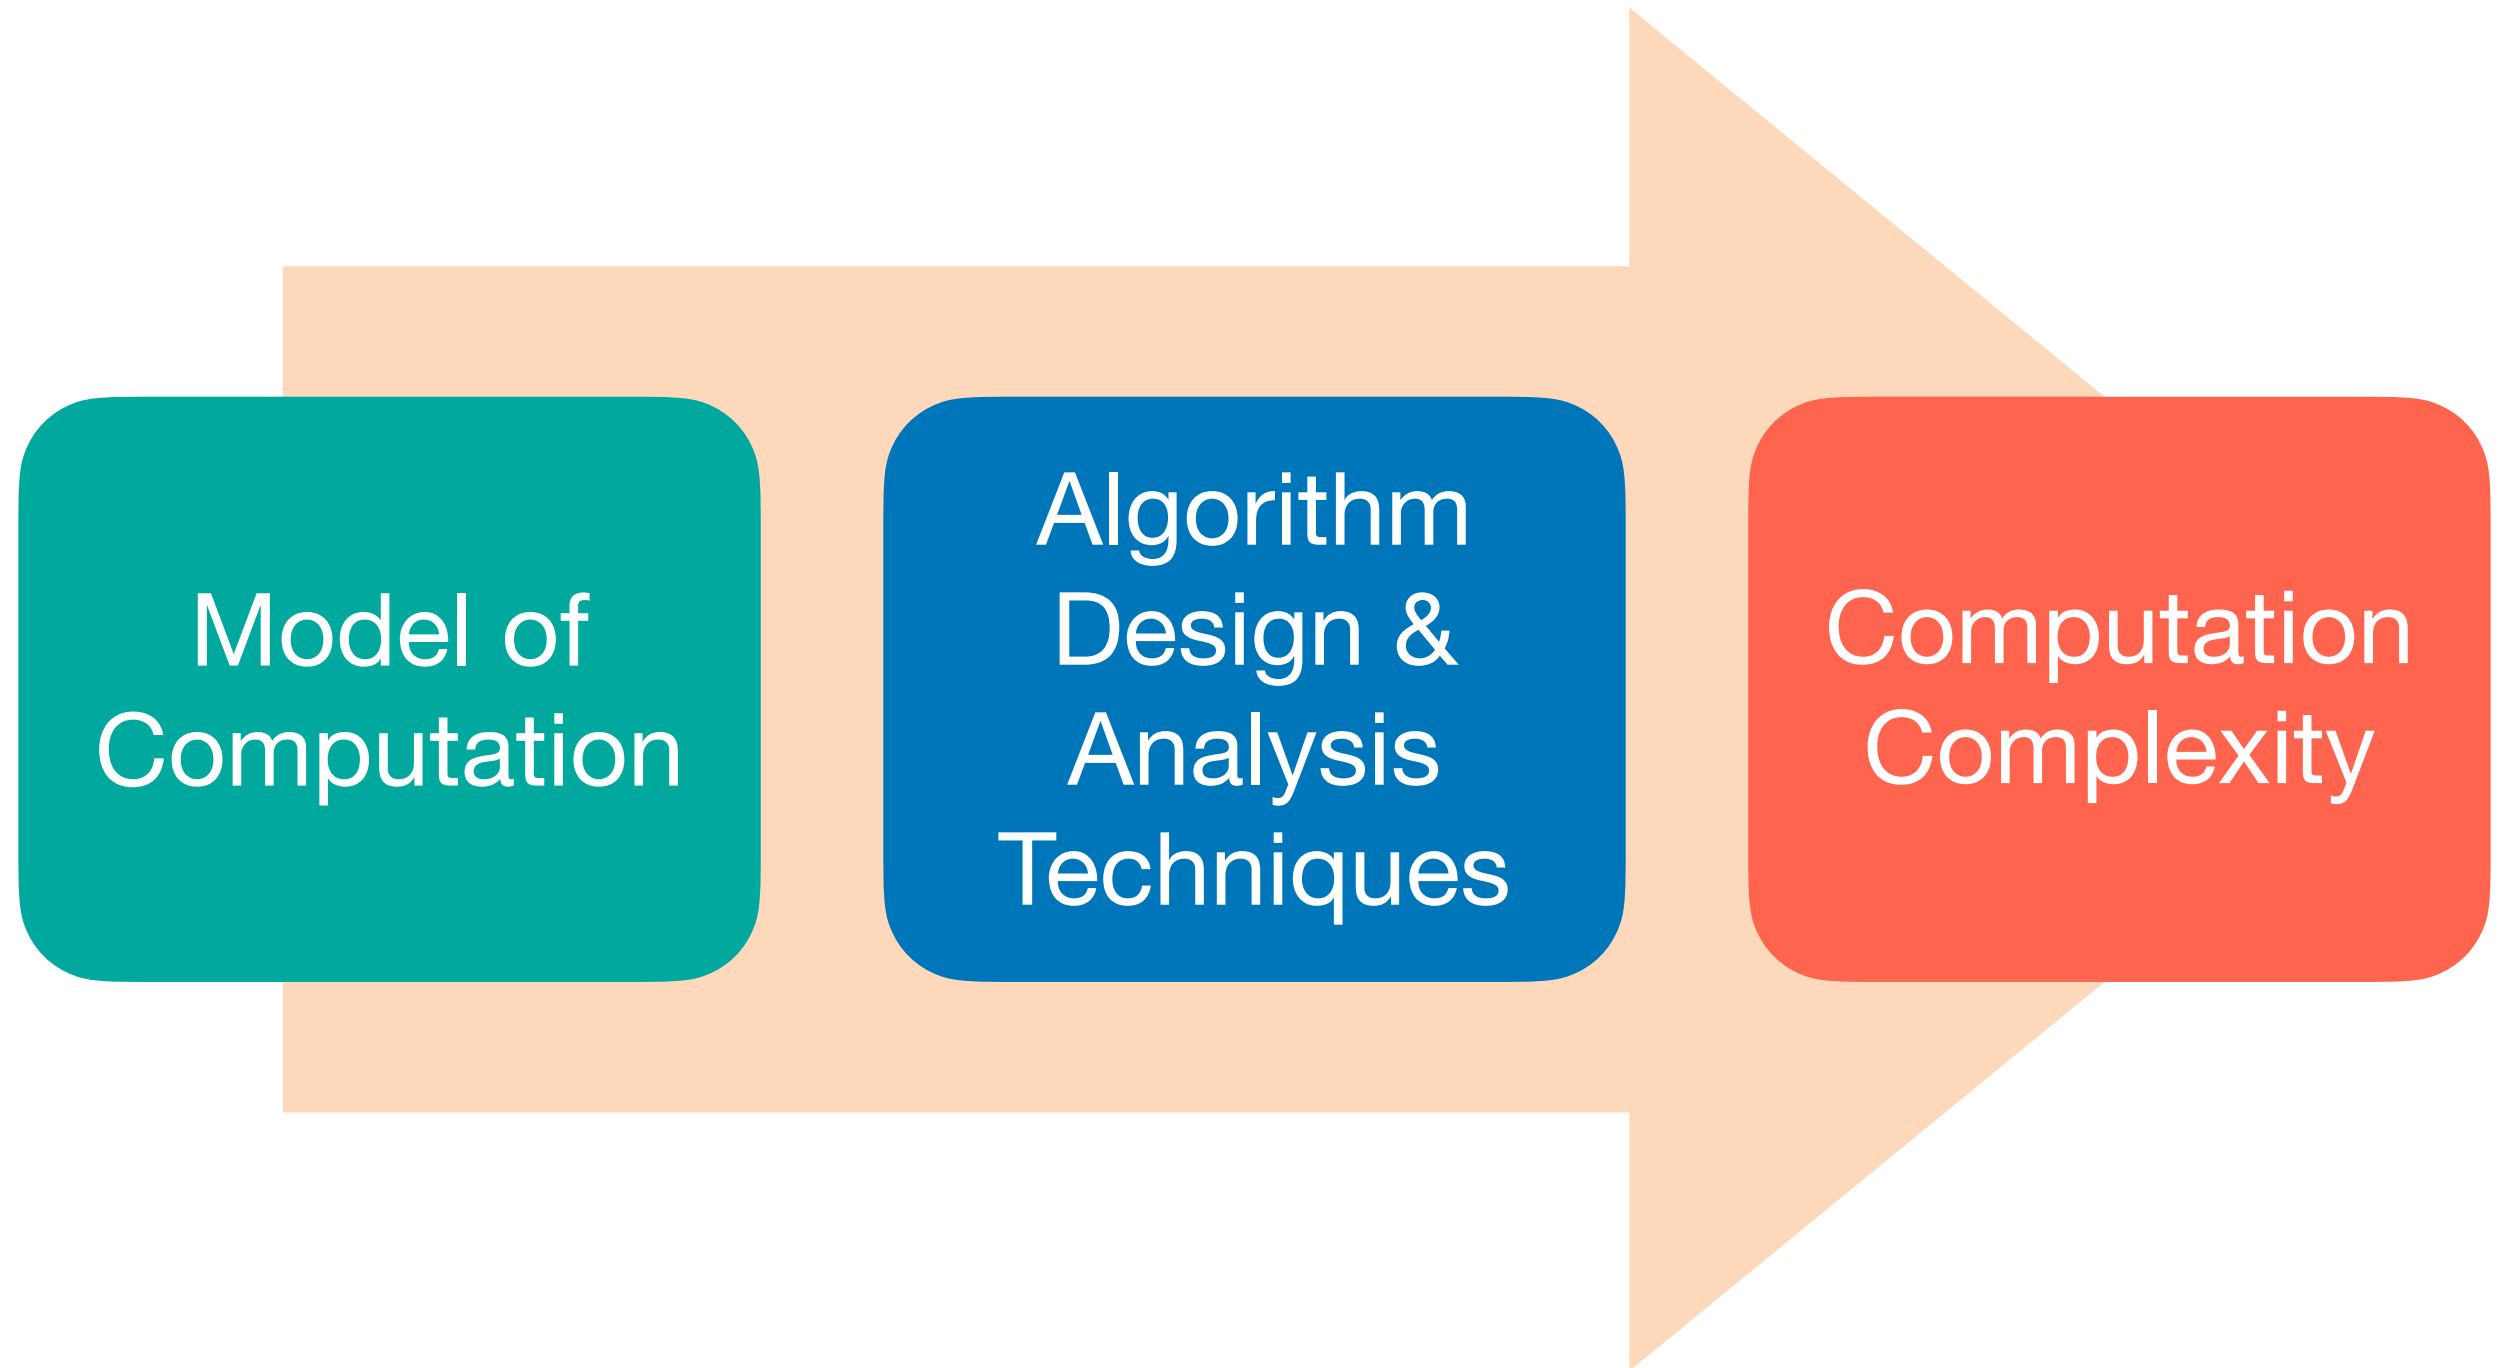 Model of
Computation
Algorithm
Design &
Analysis
Techniques
Computation
Complexity